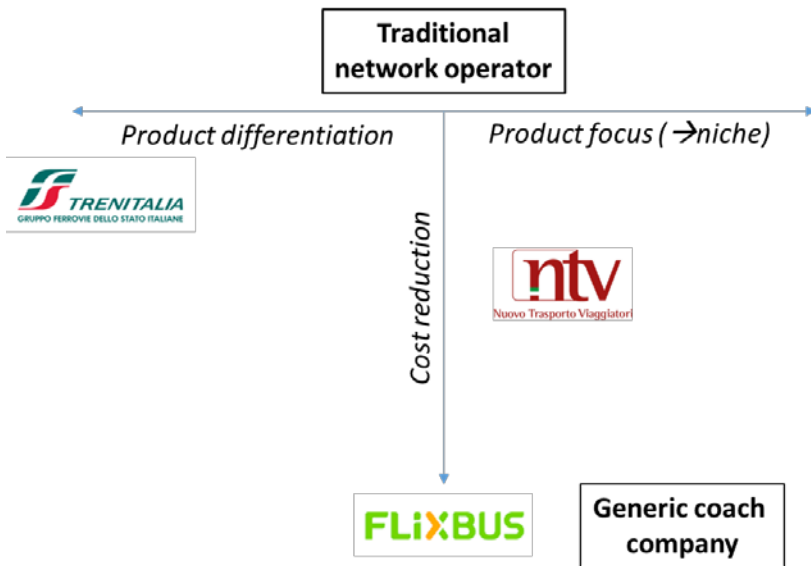 Traditional
network operator
Product differentiation
Product focus (→niche)
TRENITALIA
GRUPPO FERROVIE DELLO STATO ITALIANE
Cost reduction
ntv
Nuovo Trasporto Viaggiatori
FLiXBUS
Generic coach
company